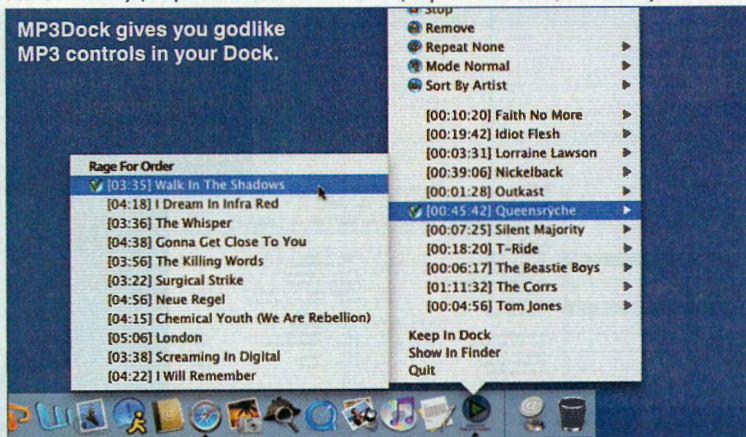 MP3Dock gives you godlike
MP3 controls in your Dock.
Stop
Remove
Repeat None
Mode Normal
Sort By Artist
[00:10:20] Faith No More
[00:19:42] Idiot Flesh
[00:03:31] Lorraine Lawson
[00:39:06] Nickelback
[00:01:28] Outkast
[00:45:42] Queensrÿche
[00:07:25] Silent Majority
[00:18:20] T-Ride
[00:06:17] The Beastie Boys
[01:11:32] The Corrs
[00:04:56] Tom Jones
Keep In Dock
Show In Finder
Quit
Rage For Order
[03:35] Walk In The Shadows
[04:18] I Dream In Infra Red
[03:36] The Whisper
[04:38] Gonna Get Close To You
[03:56] The Killing Words
[03:22] Surgical Strike
[04:56] Neue Regel
[04:15] Chemical Youth (We Are Rebellion)
[05:06] London
[03:38] Screaming In Digital
[04:22] I Will Remember